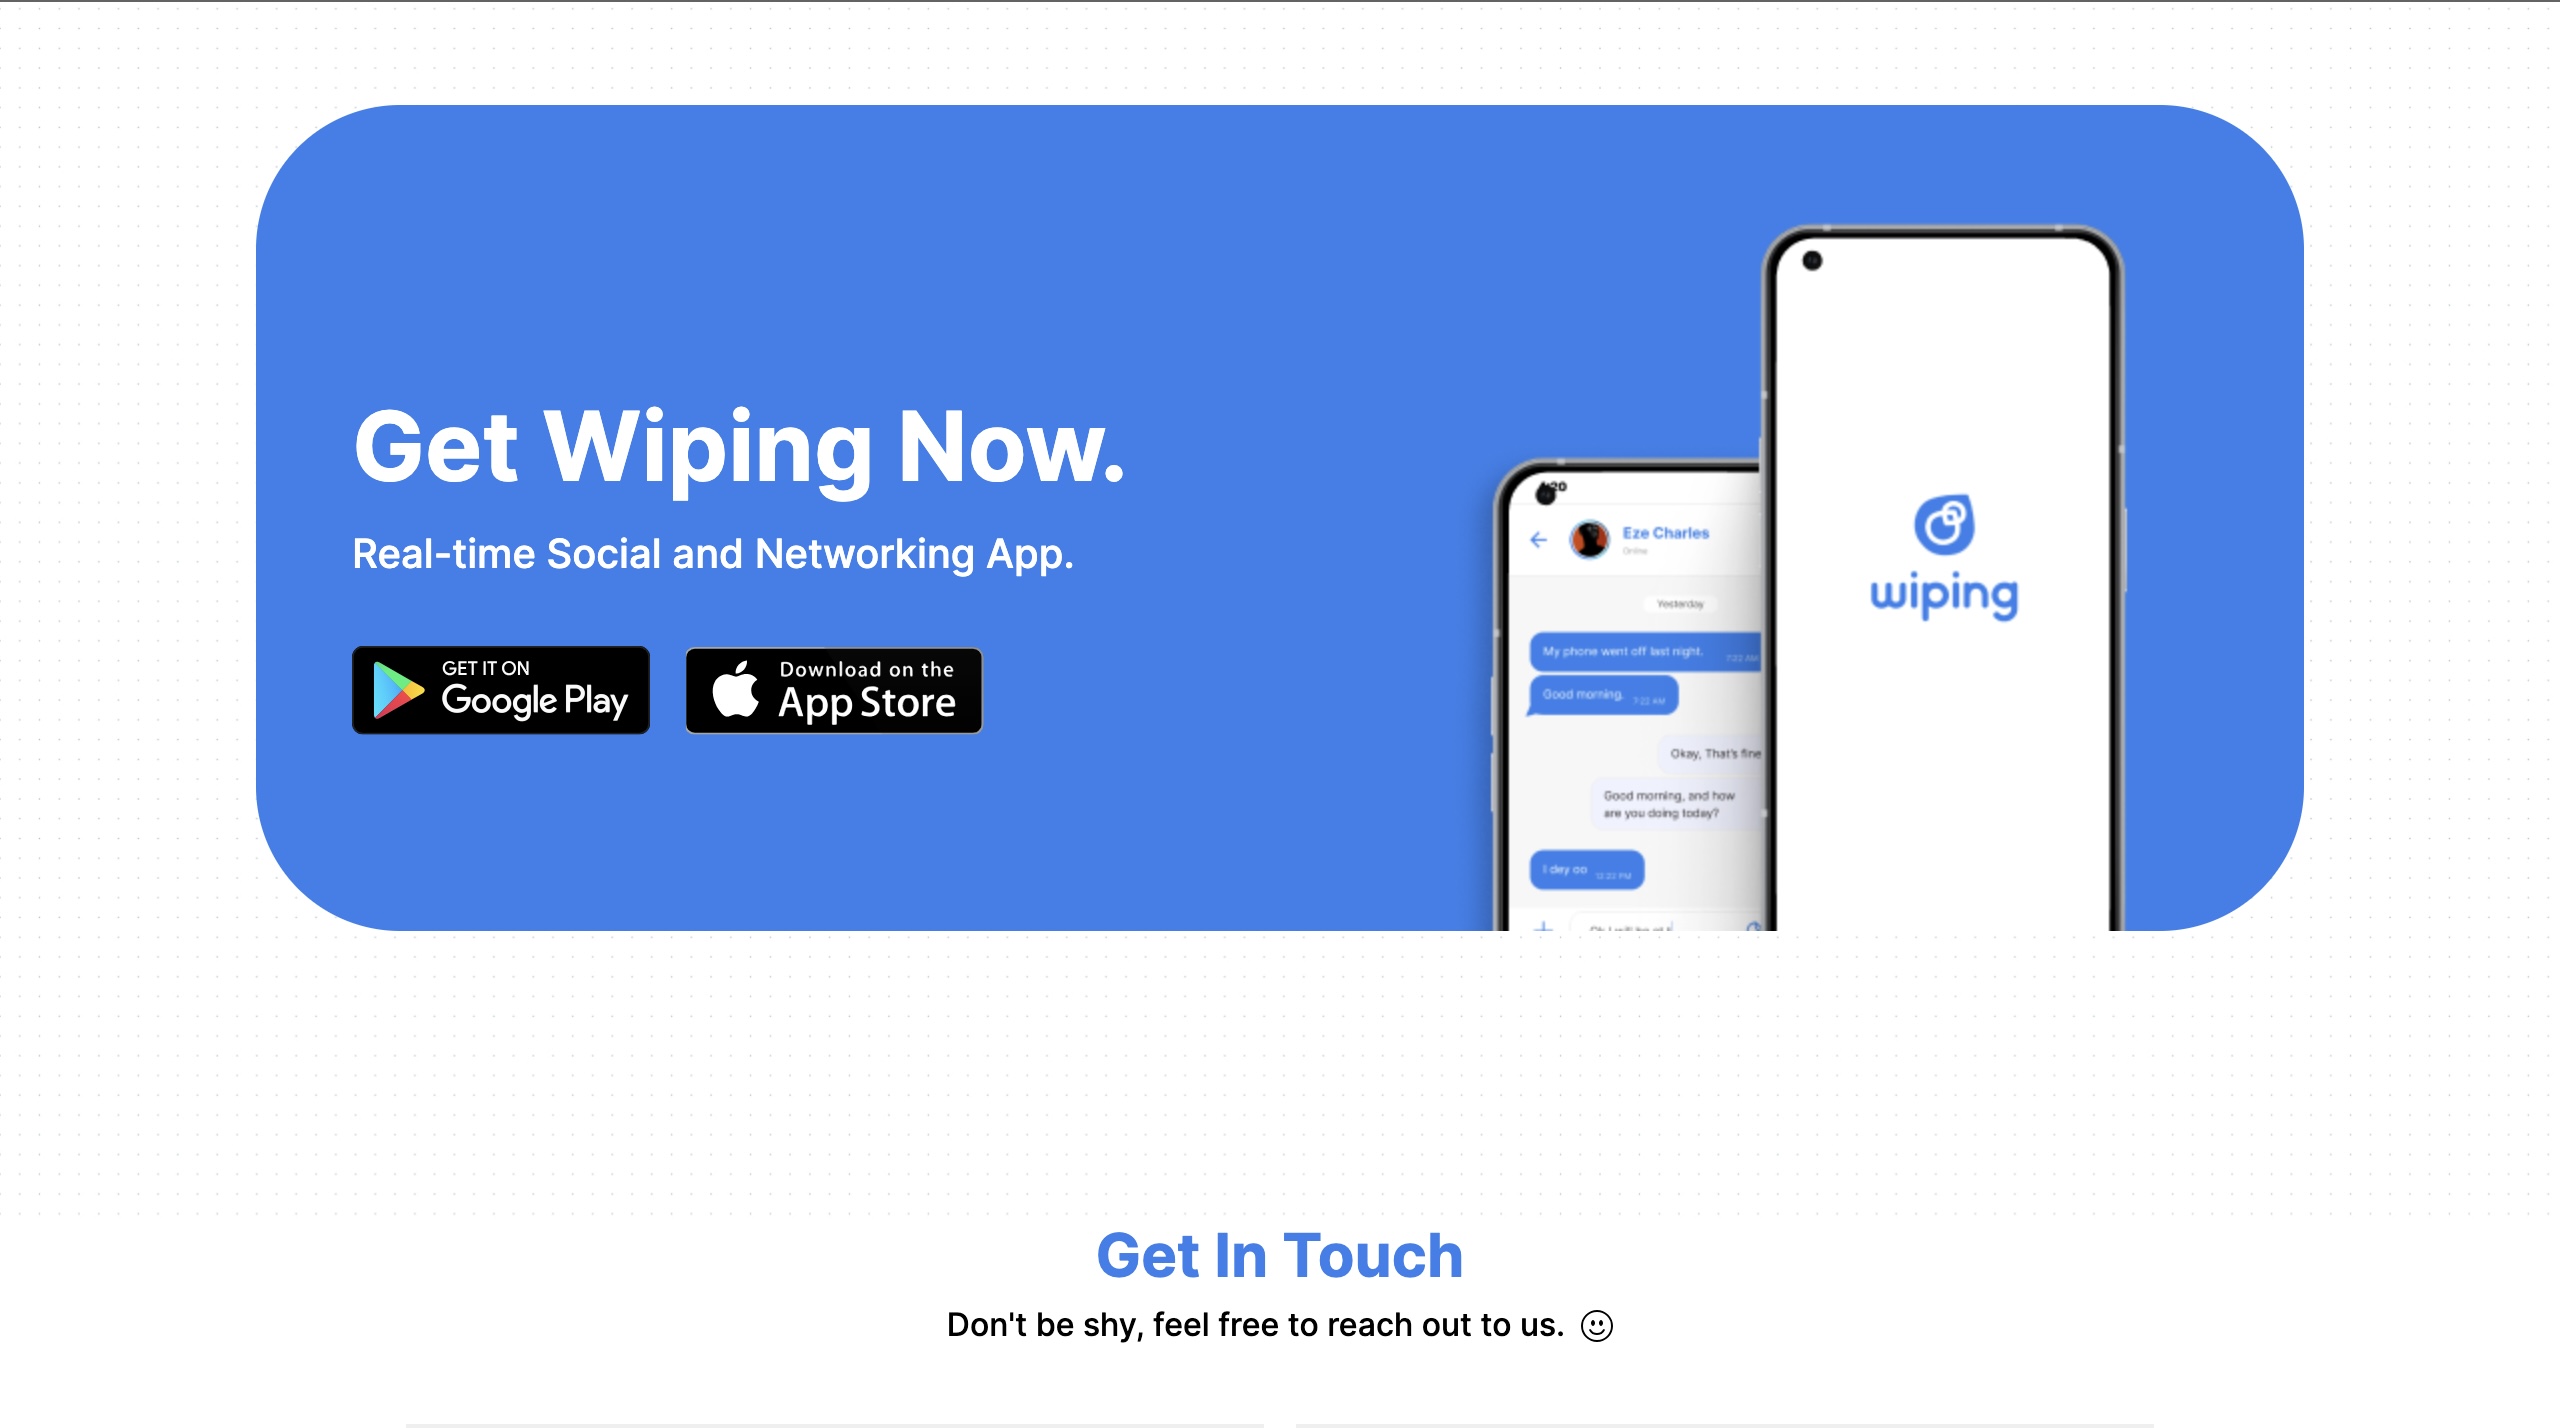 Get Wiping Now.
Real-time Social and Networking App.
GET IT ON
Google Play
Download on the
App Store
Eze Charles
Online
Yesterday
My phone went off last night.
7:22 AM
Good morning.
7:22 AM
Okay, That's fine
Good morning, and how
are you doing today?
I dey oo
12:22 PM
wiping
Get In Touch
Don't be shy, feel free to reach out to us.